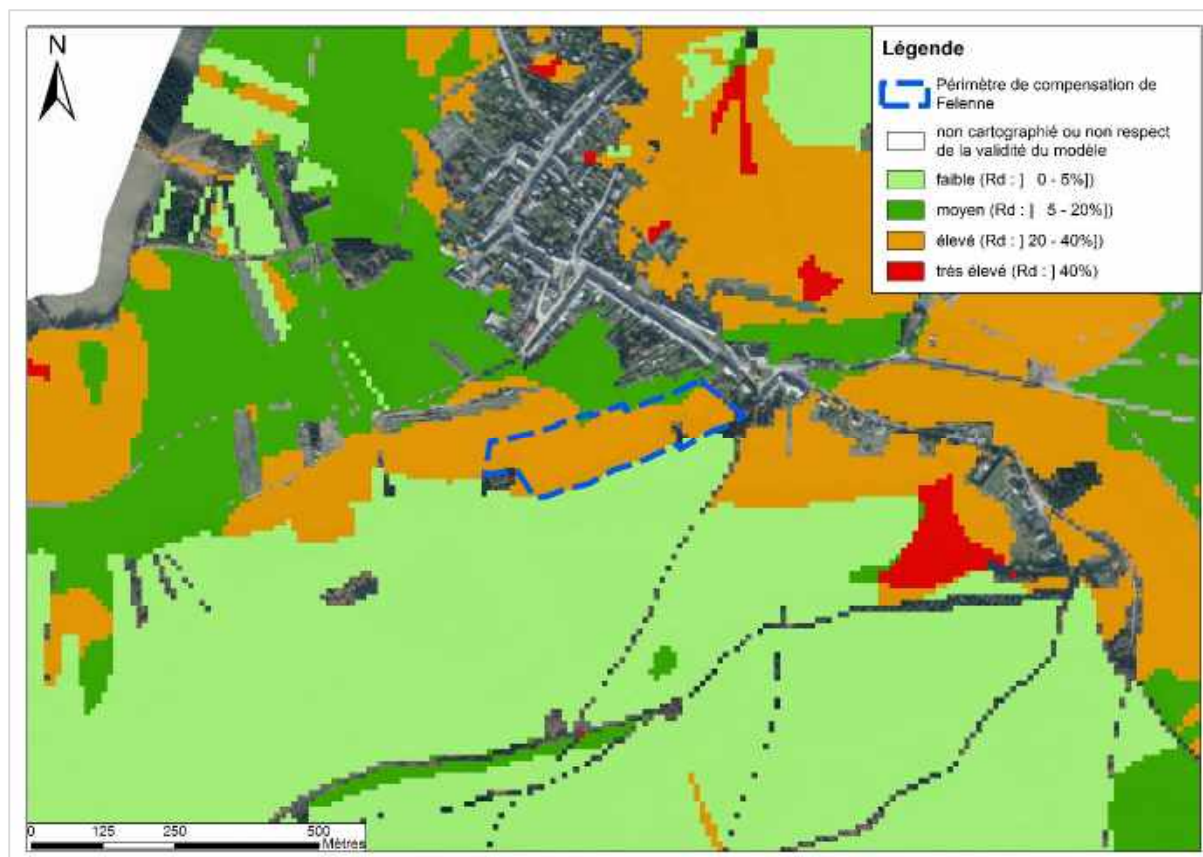 N
Légende
Périmètre de compensation de
Felenne
non cartographié ou non respect
de la validité du modèle
faible (Rd : ]   0 - 5%])
moyen (Rd : ]   5 - 20%])
élevé (Rd : ] 20 - 40%])
très élevé (Rd : ] 40%)
0 125 250 500
Mètres